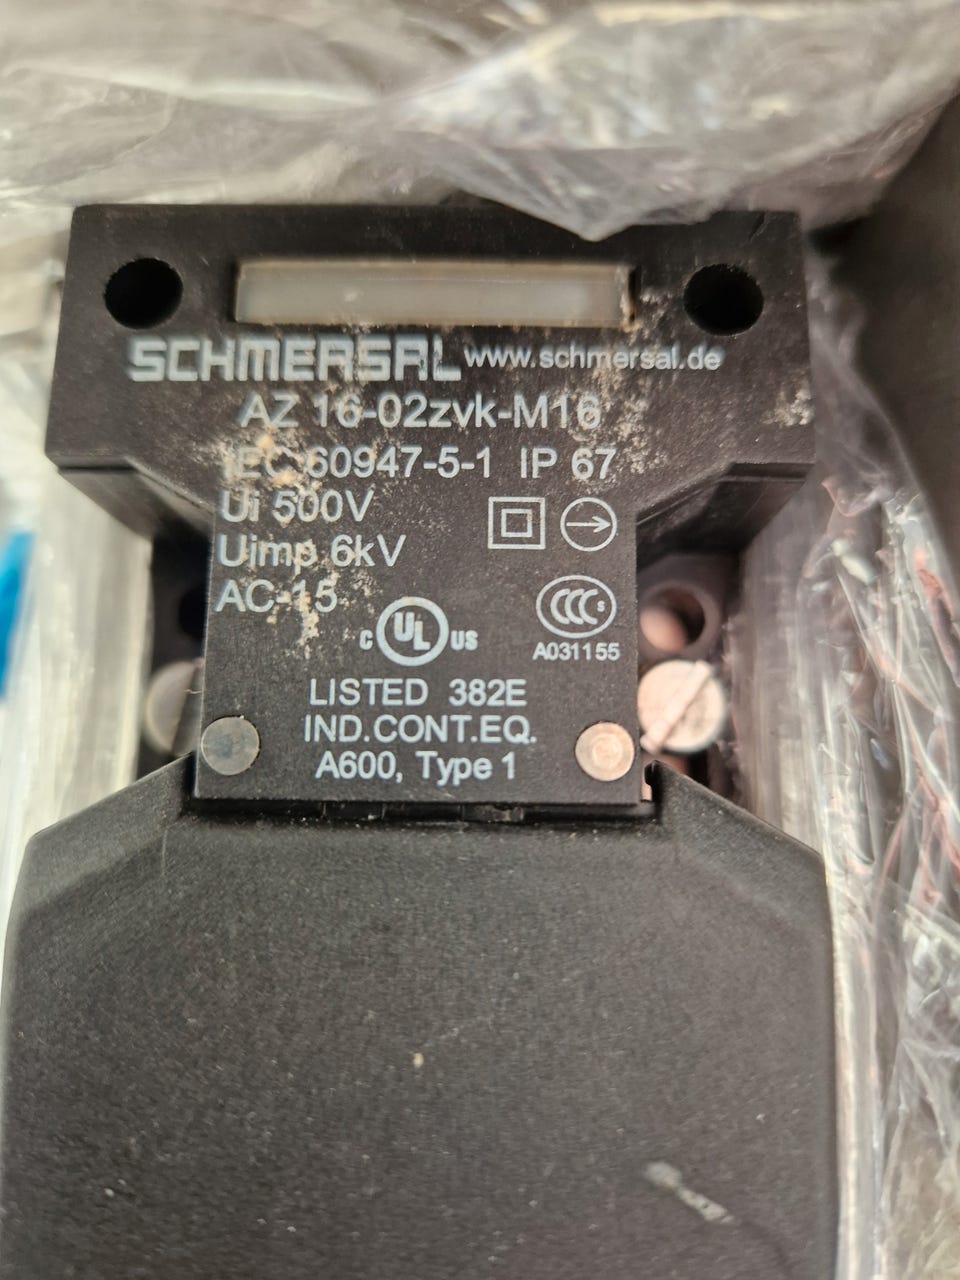 SCHMERSAL www.schmersal.de
AZ 16-02zvk-M16
IEC 60947-5-1 IP 67
Ui 500V
Uimp 6kV
AC-15
CCC S
A031155
C UL US
LISTED 382E
IND.CONT.EQ.
A600, Type 1